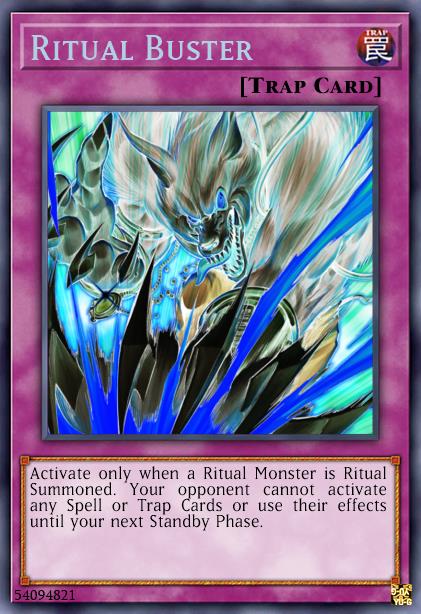 Ritual Buster
TRAP
罠
[Trap Card]
Activate only when a Ritual Monster is Ritual
Summoned. Your opponent cannot activate
any Spell or Trap Cards or use their effects
until your next Standby Phase.
54094821